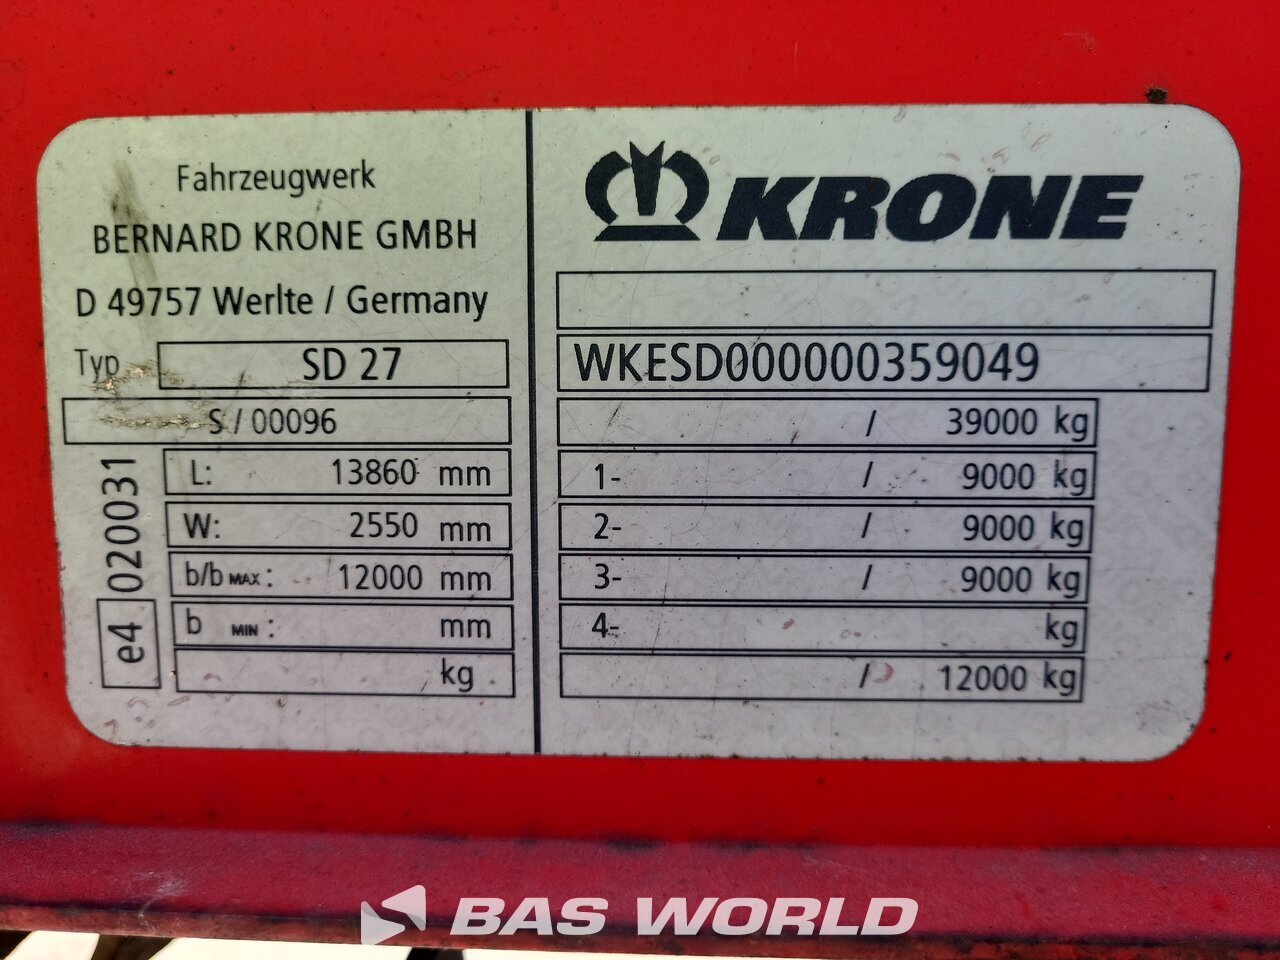 Fahrzeugwerk
BERNARD KRONE GMBH
D 49757 Werlte / Germany
Typ SD 27
S / 00096
L: 13860 mm
W: 2550 mm
b/b MAX : 12000 mm
b MIN : mm
kg
e4 020031
KRONE
WKESD000000359049
/ 39000 kg
1- / 9000 kg
2- / 9000 kg
3- / 9000 kg
4- kg
/ 12000 kg
BAS WORLD